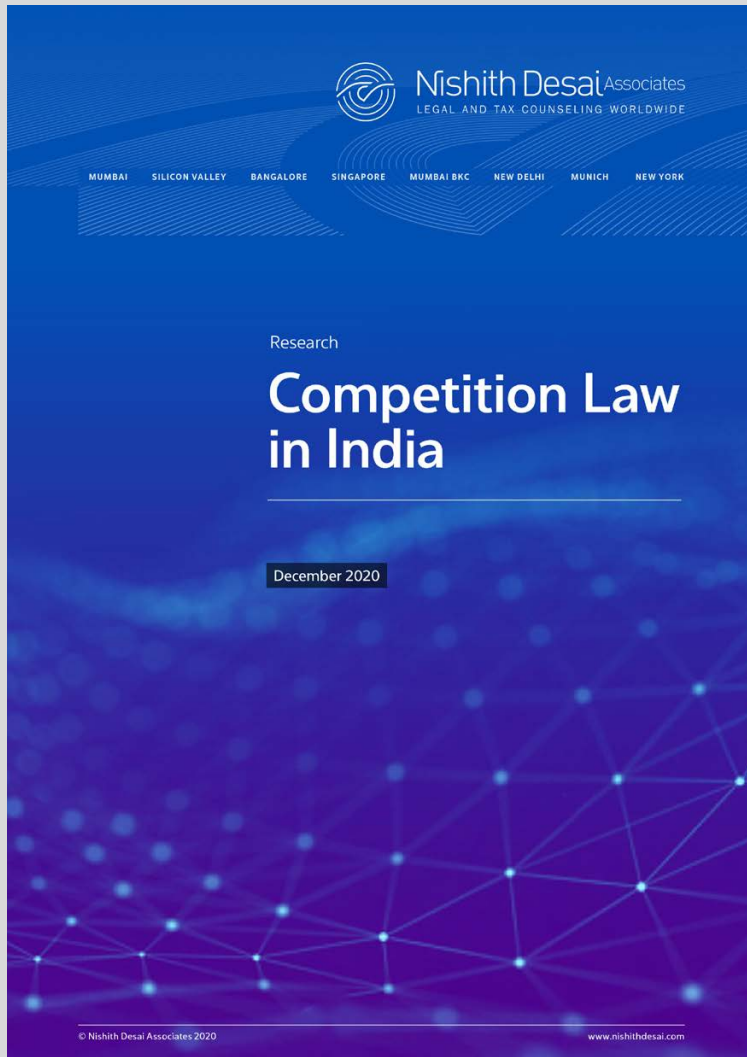 Nishith Desai Associates
LEGAL AND TAX COUNSELING WORLDWIDE
MUMBAI SILICON VALLEY BANGALORE SINGAPORE MUMBAI BKC NEW DELHI MUNICH NEW YORK
Research
Competition Law
in India
December 2020
© Nishith Desai Associates 2020 www.nishithdesai.com